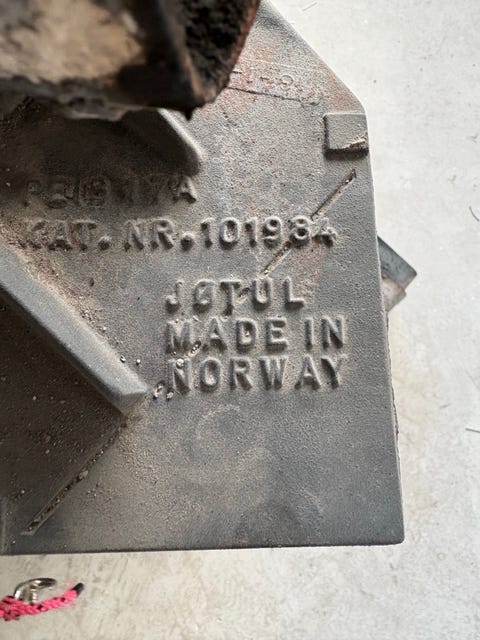 KAT. NR. 101984
JØTUL
MADE IN
NORWAY